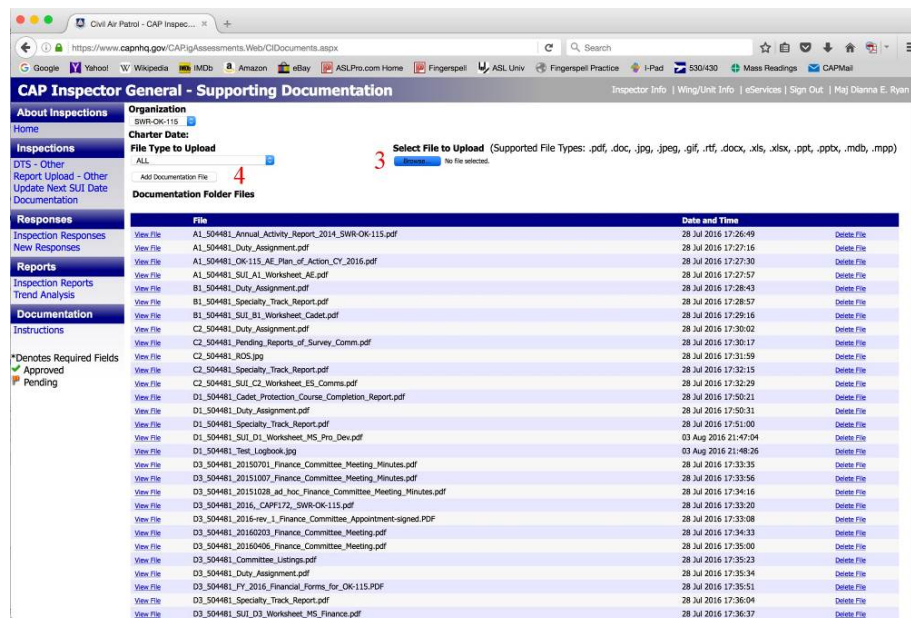 Civil Air Patrol - CAP Inspec... × +
https://www.capnhq.gov/CAP.igAssessments.Web/CIDocuments.aspx Search
Google Yahoo! Wikipedia IMDb Amazon eBay ASLPro.com Home Fingerspell ASL Univ Fingerspell Practice I-Pad 530/430 Mass Readings CAPMail
CAP Inspector General - Supporting Documentation Inspector Info | Wing/Unit Info | eServices | Sign Out | Maj Dianna E. Ryan
About Inspections
Home
Inspections
DTS - Other
Report Upload - Other
Update Next SUI Date
Documentation
Responses
Inspection Responses
New Responses
Reports
Inspection Reports
Trend Analysis
Documentation
Instructions
*Denotes Required Fields
Approved
Pending
Organization
SWR-OK-115
Charter Date:
File Type to Upload
ALL
Add Documentation File 4
3 Select File to Upload (Supported File Types: .pdf, .doc, .jpg, .jpeg, .gif, .rtf, .docx, .xls, .xlsx, .ppt, .pptx, .mdb, .mpp)
Browse... No file selected.
Documentation Folder Files
File Date and Time
View File A1_504481_Annual_Activity_Report_2014_SWR-OK-115.pdf 28 Jul 2016 17:26:49 Delete File
View File A1_504481_Duty_Assignment.pdf 28 Jul 2016 17:27:16 Delete File
View File A1_504481_OK-115_AE_Plan_of_Action_CY_2016.pdf 28 Jul 2016 17:27:30 Delete File
View File A1_504481_SUI_A1_Worksheet_AE.pdf 28 Jul 2016 17:27:57 Delete File
View File B1_504481_Duty_Assignment.pdf 28 Jul 2016 17:28:43 Delete File
View File B1_504481_Specialty_Track_Report.pdf 28 Jul 2016 17:28:57 Delete File
View File B1_504481_SUI_B1_Worksheet_Cadet.pdf 28 Jul 2016 17:29:16 Delete File
View File C2_504481_Duty_Assignment.pdf 28 Jul 2016 17:30:02 Delete File
View File C2_504481_Pending_Reports_of_Survey_Comm.pdf 28 Jul 2016 17:30:17 Delete File
View File C2_504481_ROS.jpg 28 Jul 2016 17:31:59 Delete File
View File C2_504481_Specialty_Track_Report.pdf 28 Jul 2016 17:32:15 Delete File
View File C2_504481_SUI_C2_Worksheet_ES_Comms.pdf 28 Jul 2016 17:32:29 Delete File
View File D1_504481_Cadet_Protection_Course_Completion_Report.pdf 28 Jul 2016 17:50:21 Delete File
View File D1_504481_Duty_Assignment.pdf 28 Jul 2016 17:50:31 Delete File
View File D1_504481_Specialty_Track_Report.pdf 28 Jul 2016 17:51:00 Delete File
View File D1_504481_SUI_D1_Worksheet_MS_Pro_Dev.pdf 03 Aug 2016 21:47:04 Delete File
View File D1_504481_Test_Logbook.jpg 03 Aug 2016 21:48:26 Delete File
View File D3_504481_20150701_Finance_Committee_Meeting_Minutes.pdf 28 Jul 2016 17:33:35 Delete File
View File D3_504481_20151007_Finance_Committee_Meeting_Minutes.pdf 28 Jul 2016 17:33:56 Delete File
View File D3_504481_20151028_ad_hoc_Finance_Committee_Meeting_Minutes.pdf 28 Jul 2016 17:34:16 Delete File
View File D3_504481_2016,_CAPF172,_SWR-OK-115.pdf 28 Jul 2016 17:33:20 Delete File
View File D3_504481_2016-rev_1_Finance_Committee_Appointment-signed.PDF 28 Jul 2016 17:33:08 Delete File
View File D3_504481_20160203_Finance_Committee_Meeting.pdf 28 Jul 2016 17:34:33 Delete File
View File D3_504481_20160406_Finance_Committee_Meeting.pdf 28 Jul 2016 17:35:00 Delete File
View File D3_504481_Committee_Listings.pdf 28 Jul 2016 17:35:23 Delete File
View File D3_504481_Duty_Assignment.pdf 28 Jul 2016 17:35:34 Delete File
View File D3_504481_FY_2016_Financial_Forms_for_OK-115.PDF 28 Jul 2016 17:35:51 Delete File
View File D3_504481_Specialty_Track_Report.pdf 28 Jul 2016 17:36:04 Delete File
View File D3_504481_SUI_D3_Worksheet_MS_Finance.pdf 28 Jul 2016 17:36:37 Delete File